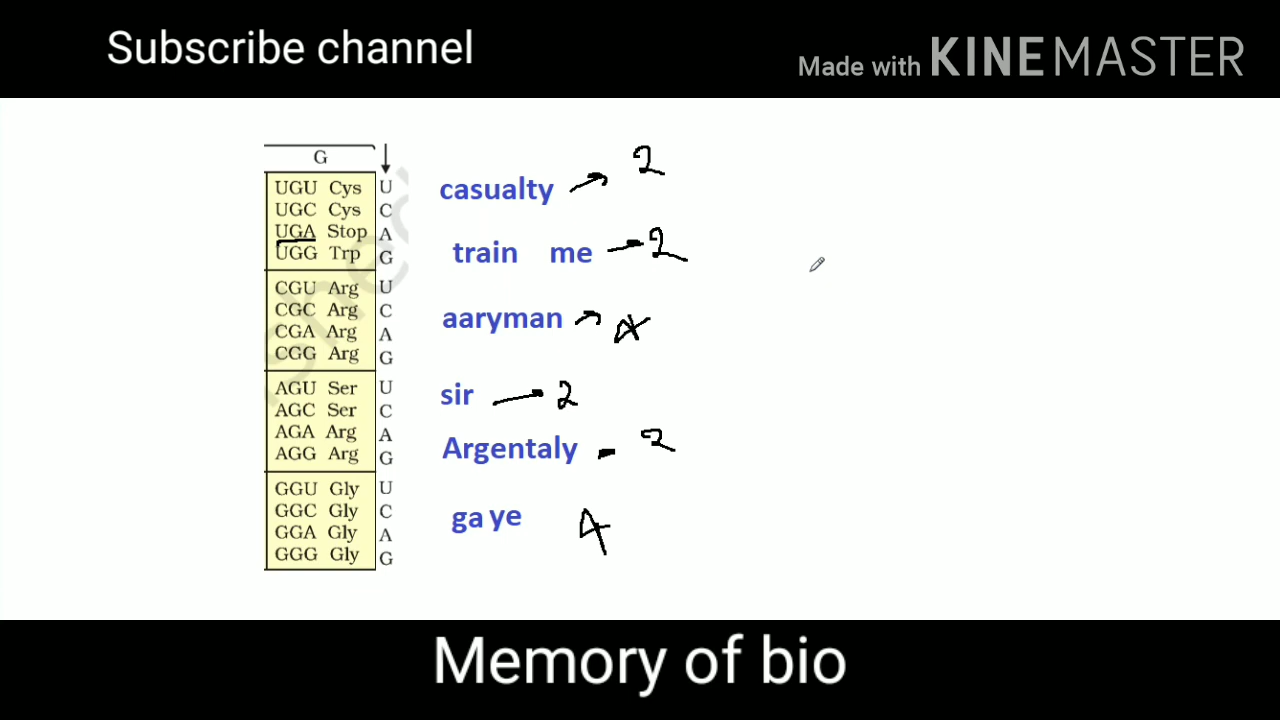 Subscribe channel
Made with KINEMASTER
G
UGU Cys U casualty 2
UGC Cys C
UGA Stop A
UGG Trp G train me 2
CGU Arg U
CGC Arg C aaryman 4
CGA Arg A
CGG Arg G
AGU Ser U sir 2
AGC Ser C
AGA Arg A
AGG Arg G Argentaly 2
GGU Gly U
GGC Gly C ga ye 4
GGA Gly A
GGG Gly G
Memory of bio